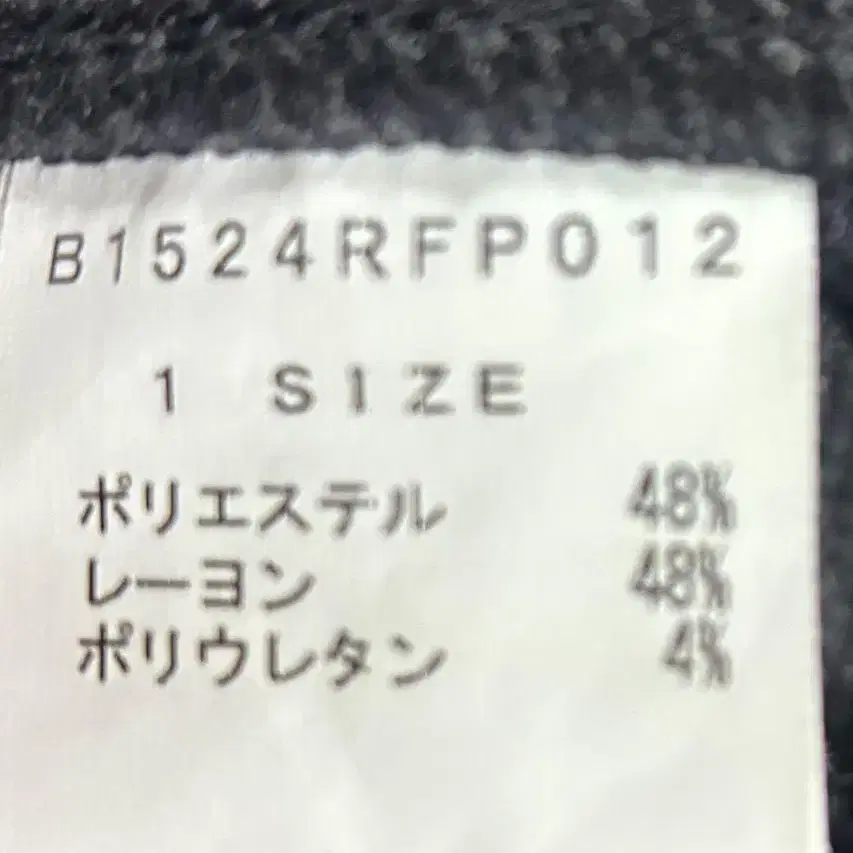 B1524RFP012
1 SIZE
ポリエステル 48%
レーヨン 48%
ポリウレタン 4%